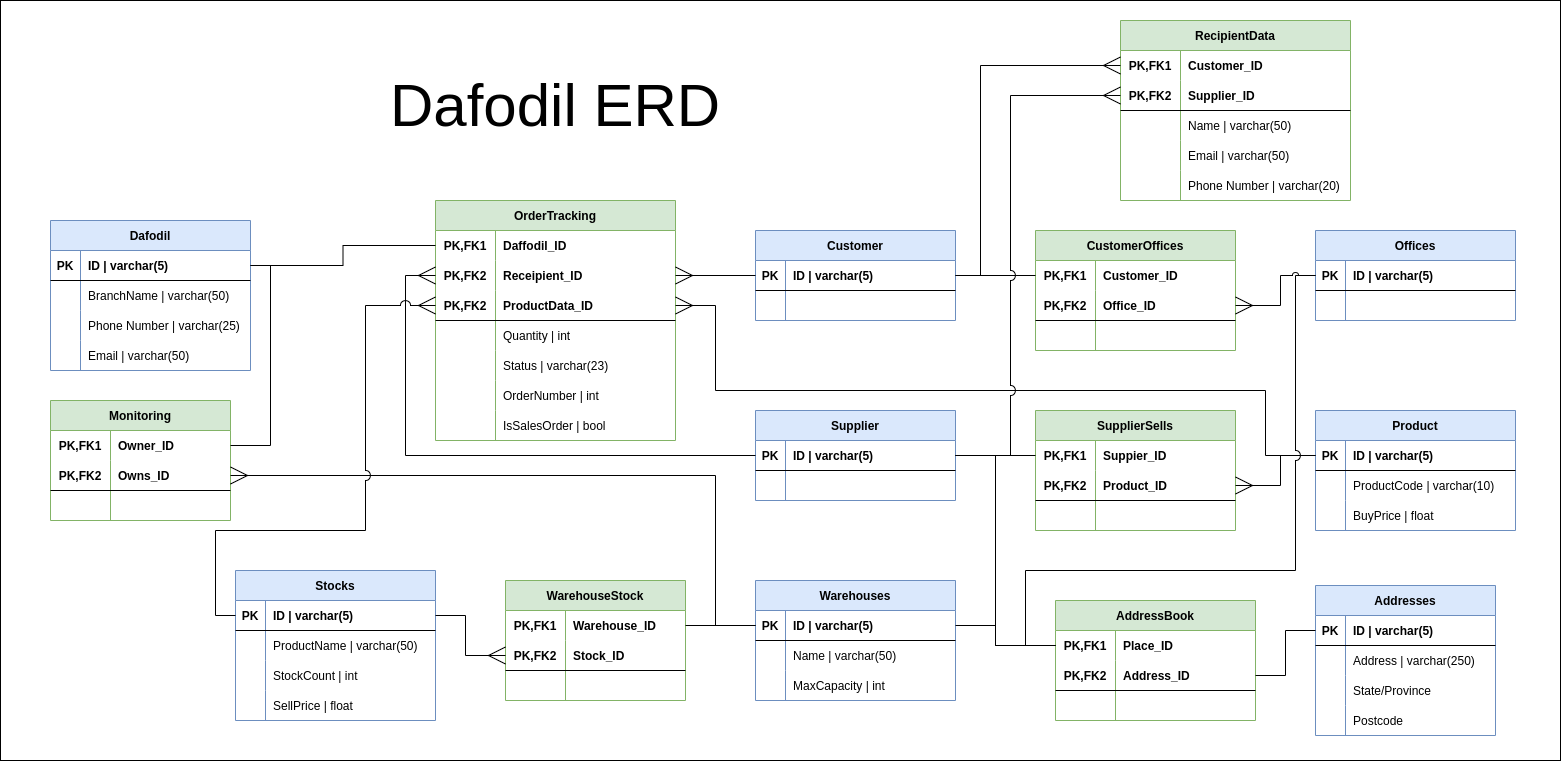 Dafodil ERD
RecipientData
PK,FK1 Customer_ID
PK,FK2 Supplier_ID
Name | varchar(50)
Email | varchar(50)
Phone Number | varchar(20)
Dafodil
PK ID | varchar(5)
BranchName | varchar(50)
Phone Number | varchar(25)
Email | varchar(50)
OrderTracking
PK,FK1 Daffodil_ID
PK,FK2 Receipient_ID
PK,FK2 ProductData_ID
Quantity | int
Status | varchar(23)
OrderNumber | int
IsSalesOrder | bool
Customer
PK ID | varchar(5)
CustomerOffices
PK,FK1 Customer_ID
PK,FK2 Office_ID
Offices
PK ID | varchar(5)
Monitoring
PK,FK1 Owner_ID
PK,FK2 Owns_ID
Supplier
PK ID | varchar(5)
SupplierSells
PK,FK1 Suppier_ID
PK,FK2 Product_ID
Product
PK ID | varchar(5)
ProductCode | varchar(10)
BuyPrice | float
Stocks
PK ID | varchar(5)
ProductName | varchar(50)
StockCount | int
SellPrice | float
WarehouseStock
PK,FK1 Warehouse_ID
PK,FK2 Stock_ID
Warehouses
PK ID | varchar(5)
Name | varchar(50)
MaxCapacity | int
AddressBook
PK,FK1 Place_ID
PK,FK2 Address_ID
Addresses
PK ID | varchar(5)
Address | varchar(250)
State/Province
Postcode